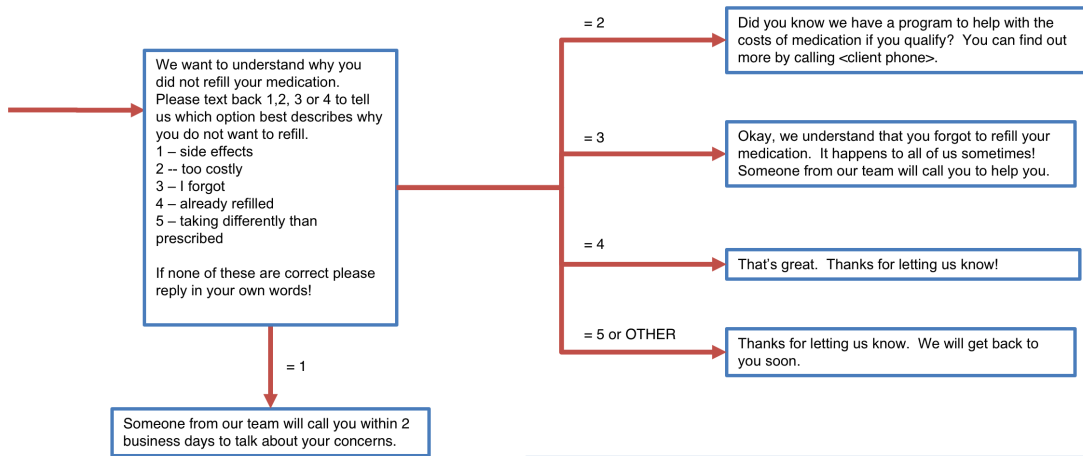 We want to understand why you
did not refill your medication.
Please text back 1,2, 3 or 4 to tell
us which option best describes why
you do not want to refill.
1 – side effects
2 -- too costly
3 – I forgot
4 – already refilled
5 – taking differently than
prescribed
If none of these are correct please
reply in your own words!
= 1
Someone from our team will call you within 2
business days to talk about your concerns.
= 2
Did you know we have a program to help with the
costs of medication if you qualify?  You can find out
more by calling <client phone>.
= 3
Okay, we understand that you forgot to refill your
medication.  It happens to all of us sometimes!
Someone from our team will call you to help you.
= 4
That's great.  Thanks for letting us know!
= 5 or OTHER
Thanks for letting us know.  We will get back to
you soon.